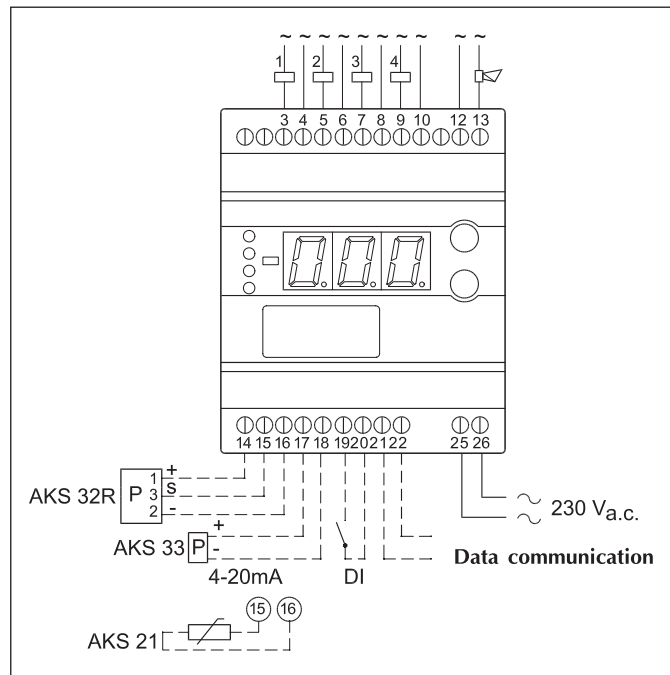 ~ ~ ~ ~ ~ ~ ~ ~ ~ ~
1 2 3 4
3 4 5 6 7 8 9 10 12 13
0.0.0.
14 15 16 17 18 19 20 21 22 25 26
AKS 32R P 1 + 
3 s
2 -
AKS 33 P +
-
4-20mA DI
~ 230 Va.c.
~
Data communication
15 16
AKS 21